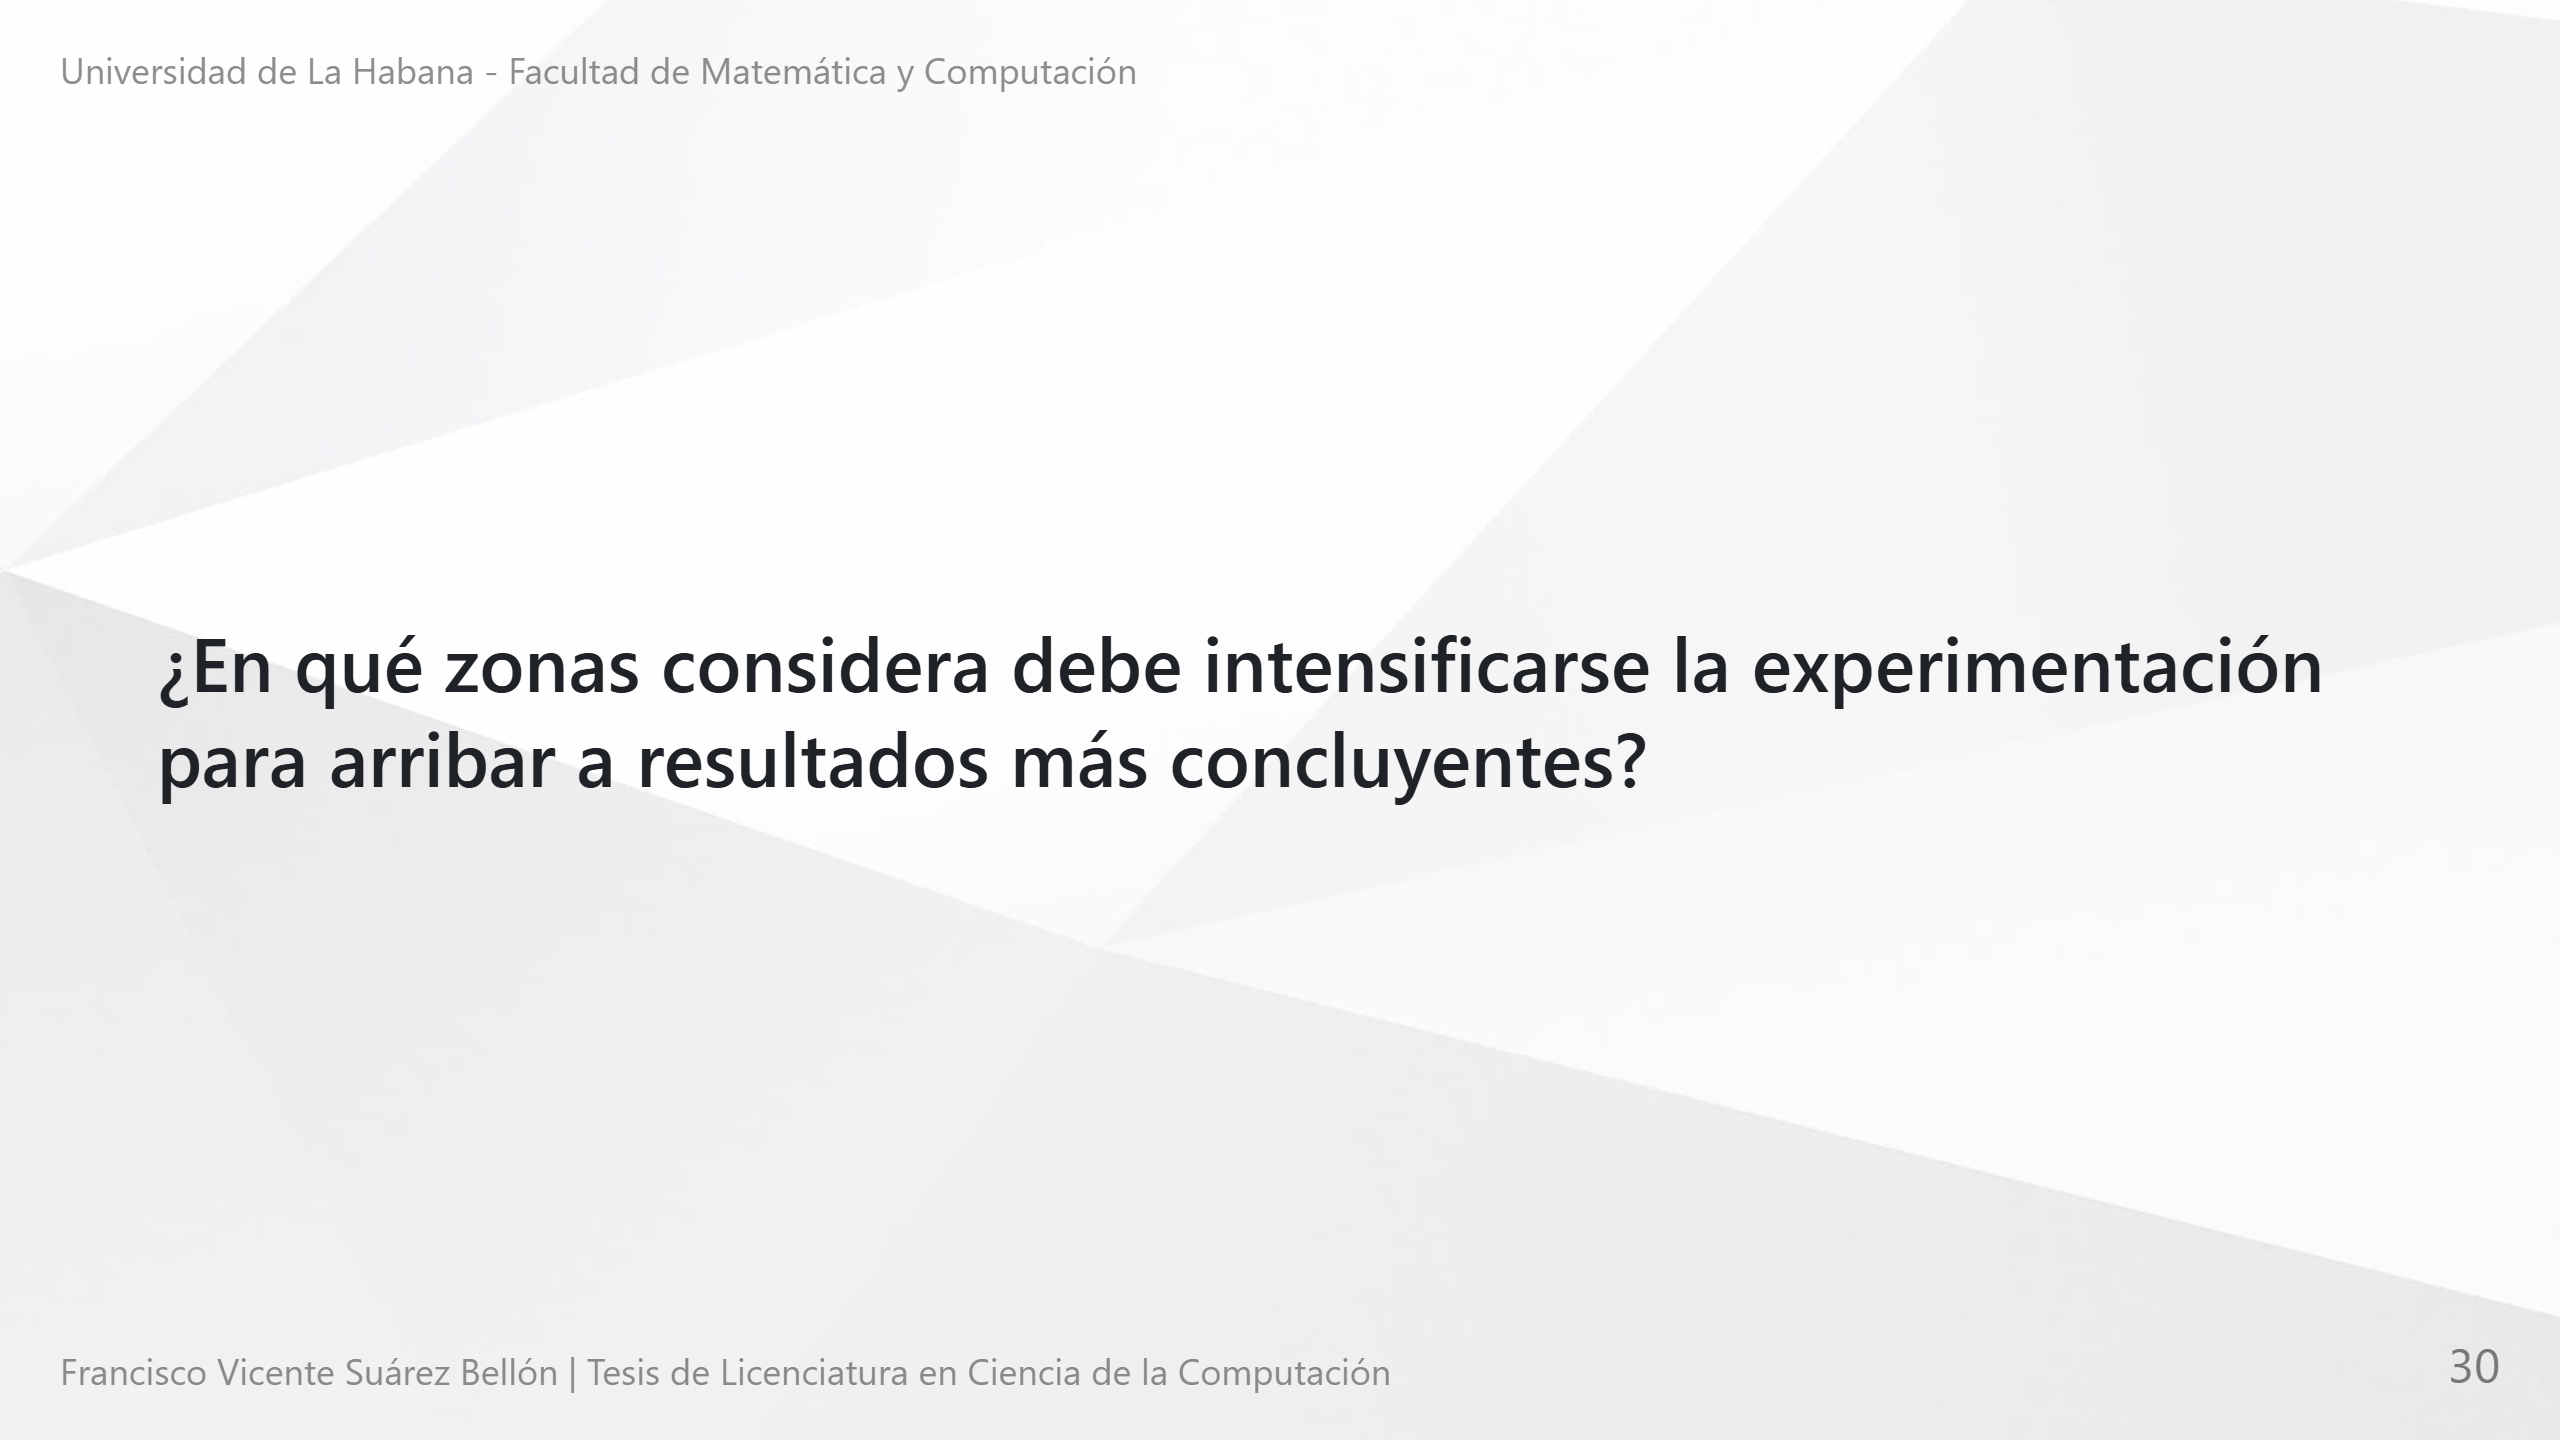 Universidad de La Habana - Facultad de Matemática y Computación
¿En qué zonas considera debe intensificarse la experimentación
para arribar a resultados más concluyentes?
Francisco Vicente Suárez Bellón | Tesis de Licenciatura en Ciencia de la Computación
30